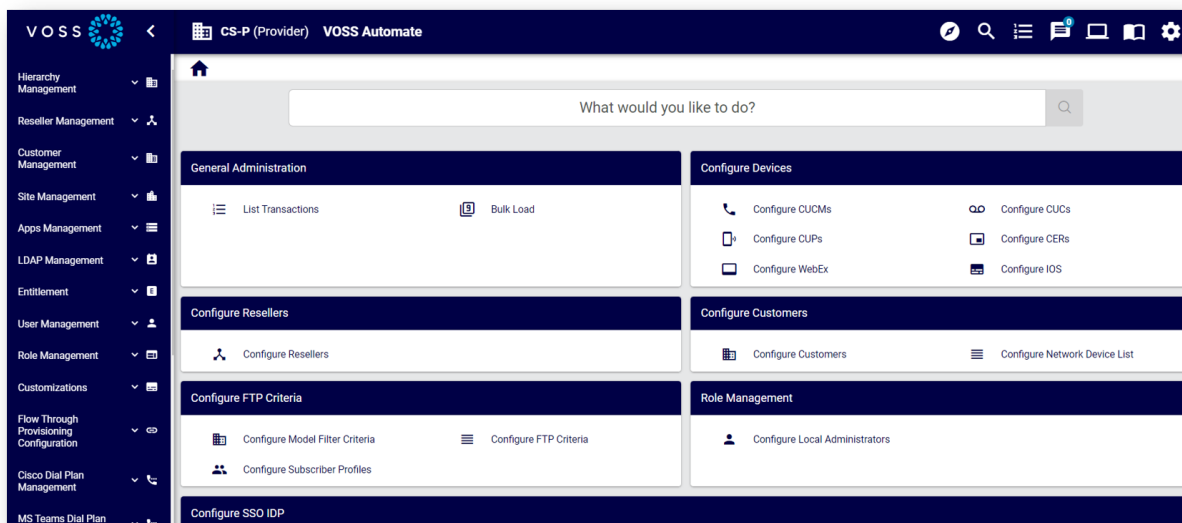 VOSS
CS-P (Provider) VOSS Automate
0
Hierarchy
Management
Reseller Management
Customer
Management
Site Management
Apps Management
LDAP Management
Entitlement
E
User Management
Role Management
Customizations
Flow Through
Provisioning
Configuration
Cisco Dial Plan
Management
MS Teams Dial Plan
What would you like to do?
General Administration
List Transactions
9
Bulk Load
Configure Devices
Configure CUCMs
Configure CUCs
Configure CUPs
Configure CERs
Configure WebEx
Configure IOS
Configure Resellers
Configure Resellers
Configure Customers
Configure Customers
Configure Network Device List
Configure FTP Criteria
Configure Model Filter Criteria
Configure FTP Criteria
Configure Subscriber Profiles
Role Management
Configure Local Administrators
Configure SSO IDP